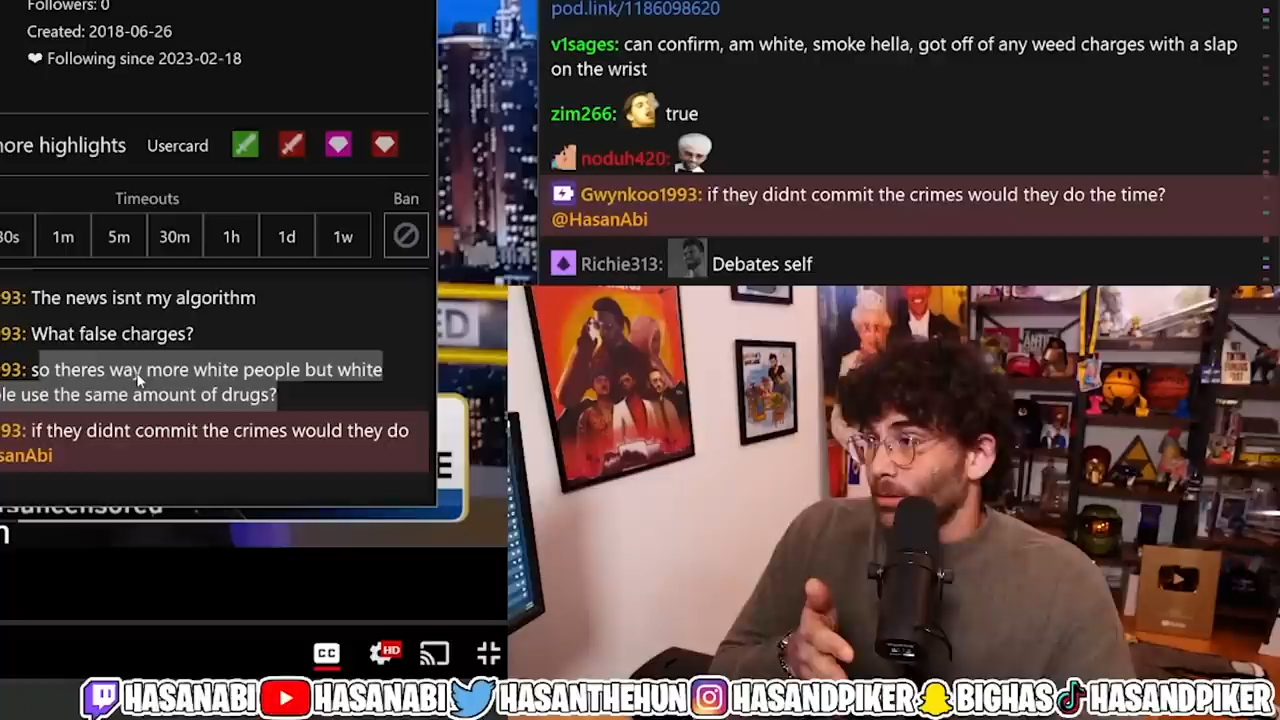 Followers: 0
Created: 2018-06-26
❤ Following since 2023-02-18
ore highlights
Usercard
Timeouts
Ban
30s
1m
5m
30m
1h
1d
1w
93: The news isnt my algorithm
93: What false charges?
93: so theres way more white people but white
le use the same amount of drugs?
93: if they didnt commit the crimes would they do
sanAbi
pod.link/1186098620
v1sages: can confirm, am white, smoke hella, got off of any weed charges with a slap
on the wrist
zim266: true
noduh420:
Gwynkoo1993: if they didnt commit the crimes would they do the time?
@HasanAbi
Richie313: Debates self
ED
E
n
CC
HD
HASANABI
HASANABI
HASANTHEHUN
HASANDPIKER
BIGHAS
HASANDPIKER